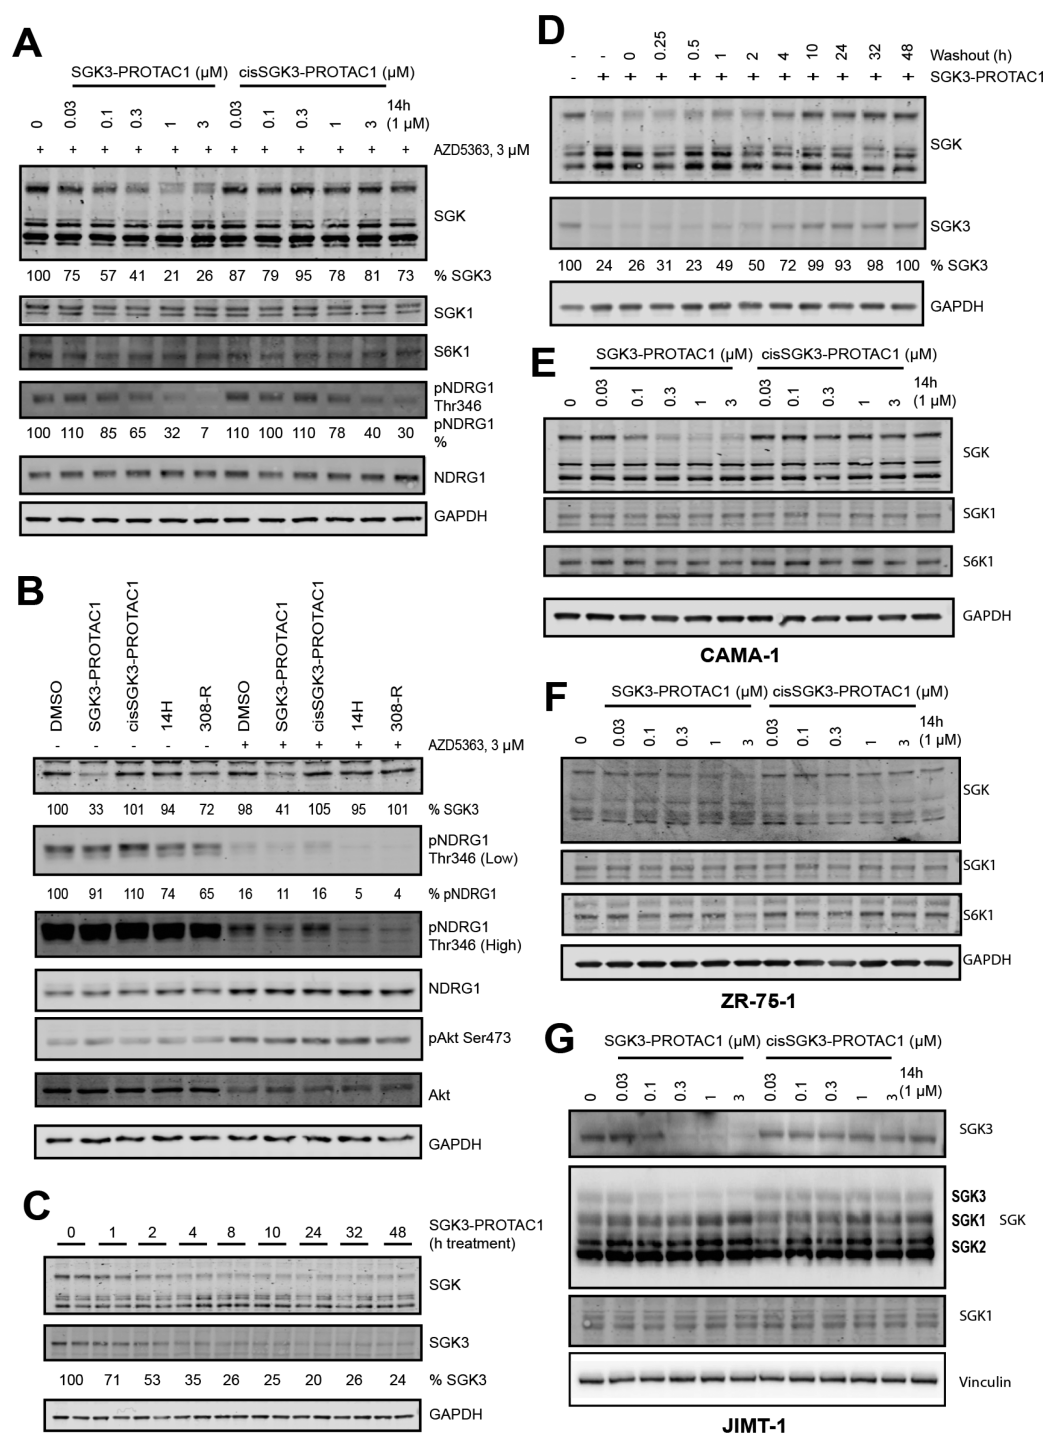 A
SGK3-PROTAC1 (µM) cisSGK3-PROTAC1 (µM)
0 0.03 0.1 0.3 1 3 0.03 0.1 0.3 1 3 14h (1 µM)
+ + + + + + + + + + + + AZD5363, 3 µM
SGK
100 75 57 41 21 26 87 79 95 78 81 73 % SGK3
SGK1
S6K1
pNDRG1
Thr346
100 110 85 65 32 7 110 100 110 78 40 30 pNDRG1 %
NDRG1
GAPDH
B
DMSO SGK3-PROTAC1 cisSGK3-PROTAC1 14H 308-R DMSO SGK3-PROTAC1 cisSGK3-PROTAC1 14H 308-R
- - - - - + + + + + AZD5363, 3 µM
100 33 101 94 72 98 41 105 95 101 % SGK3
pNDRG1
Thr346 (Low)
100 91 110 74 65 16 11 16 5 4 % pNDRG1
pNDRG1
Thr346 (High)
NDRG1
pAkt Ser473
Akt
GAPDH
C
0 1 2 4 8 10 24 32 48 SGK3-PROTAC1
(h treatment)
SGK
SGK3
100 71 53 35 26 25 20 26 24 % SGK3
GAPDH
D
- - 0 0.25 0.5 1 2 4 10 24 32 48 Washout (h)
- + + + + + + + + + + + SGK3-PROTAC1
SGK
SGK3
100 24 26 31 23 49 50 72 99 93 98 100 % SGK3
GAPDH
E
SGK3-PROTAC1 (µM) cisSGK3-PROTAC1 (µM)
0 0.03 0.1 0.3 1 3 0.03 0.1 0.3 1 3 14h (1 µM)
SGK
SGK1
S6K1
GAPDH
CAMA-1
F
SGK3-PROTAC1 (µM) cisSGK3-PROTAC1 (µM)
0 0.03 0.1 0.3 1 3 0.03 0.1 0.3 1 3 14h (1 µM)
SGK
SGK1
S6K1
GAPDH
ZR-75-1
G
SGK3-PROTAC1 (µM) cisSGK3-PROTAC1 (µM)
0 0.03 0.1 0.3 1 3 0.03 0.1 0.3 1 3 14h (1 µM)
SGK3
SGK3
SGK1 SGK
SGK2
SGK1
Vinculin
JIMT-1